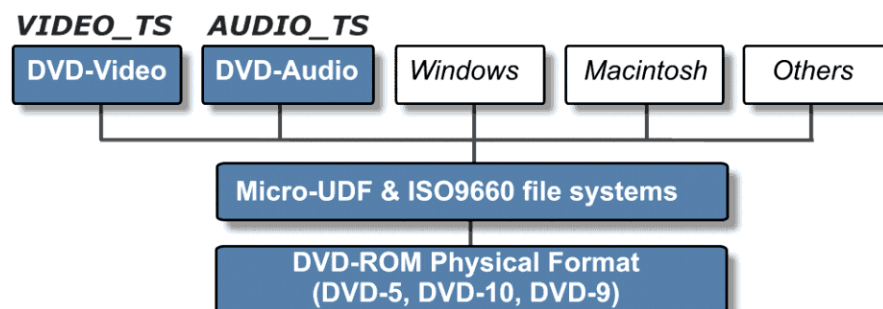 VIDEO_TS AUDIO_TS
DVD-Video DVD-Audio Windows Macintosh Others
Micro-UDF & ISO9660 file systems
DVD-ROM Physical Format
(DVD-5, DVD-10, DVD-9)